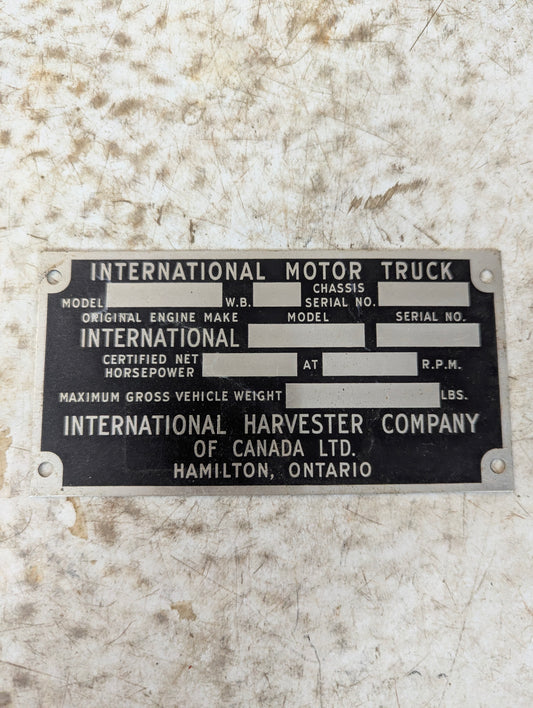 INTERNATIONAL MOTOR TRUCK
MODEL W.B. CHASSIS SERIAL NO.
ORIGINAL ENGINE MAKE MODEL SERIAL NO.
INTERNATIONAL
CERTIFIED NET HORSEPOWER AT R.P.M.
MAXIMUM GROSS VEHICLE WEIGHT LBS.
INTERNATIONAL HARVESTER COMPANY
OF CANADA LTD.
HAMILTON, ONTARIO